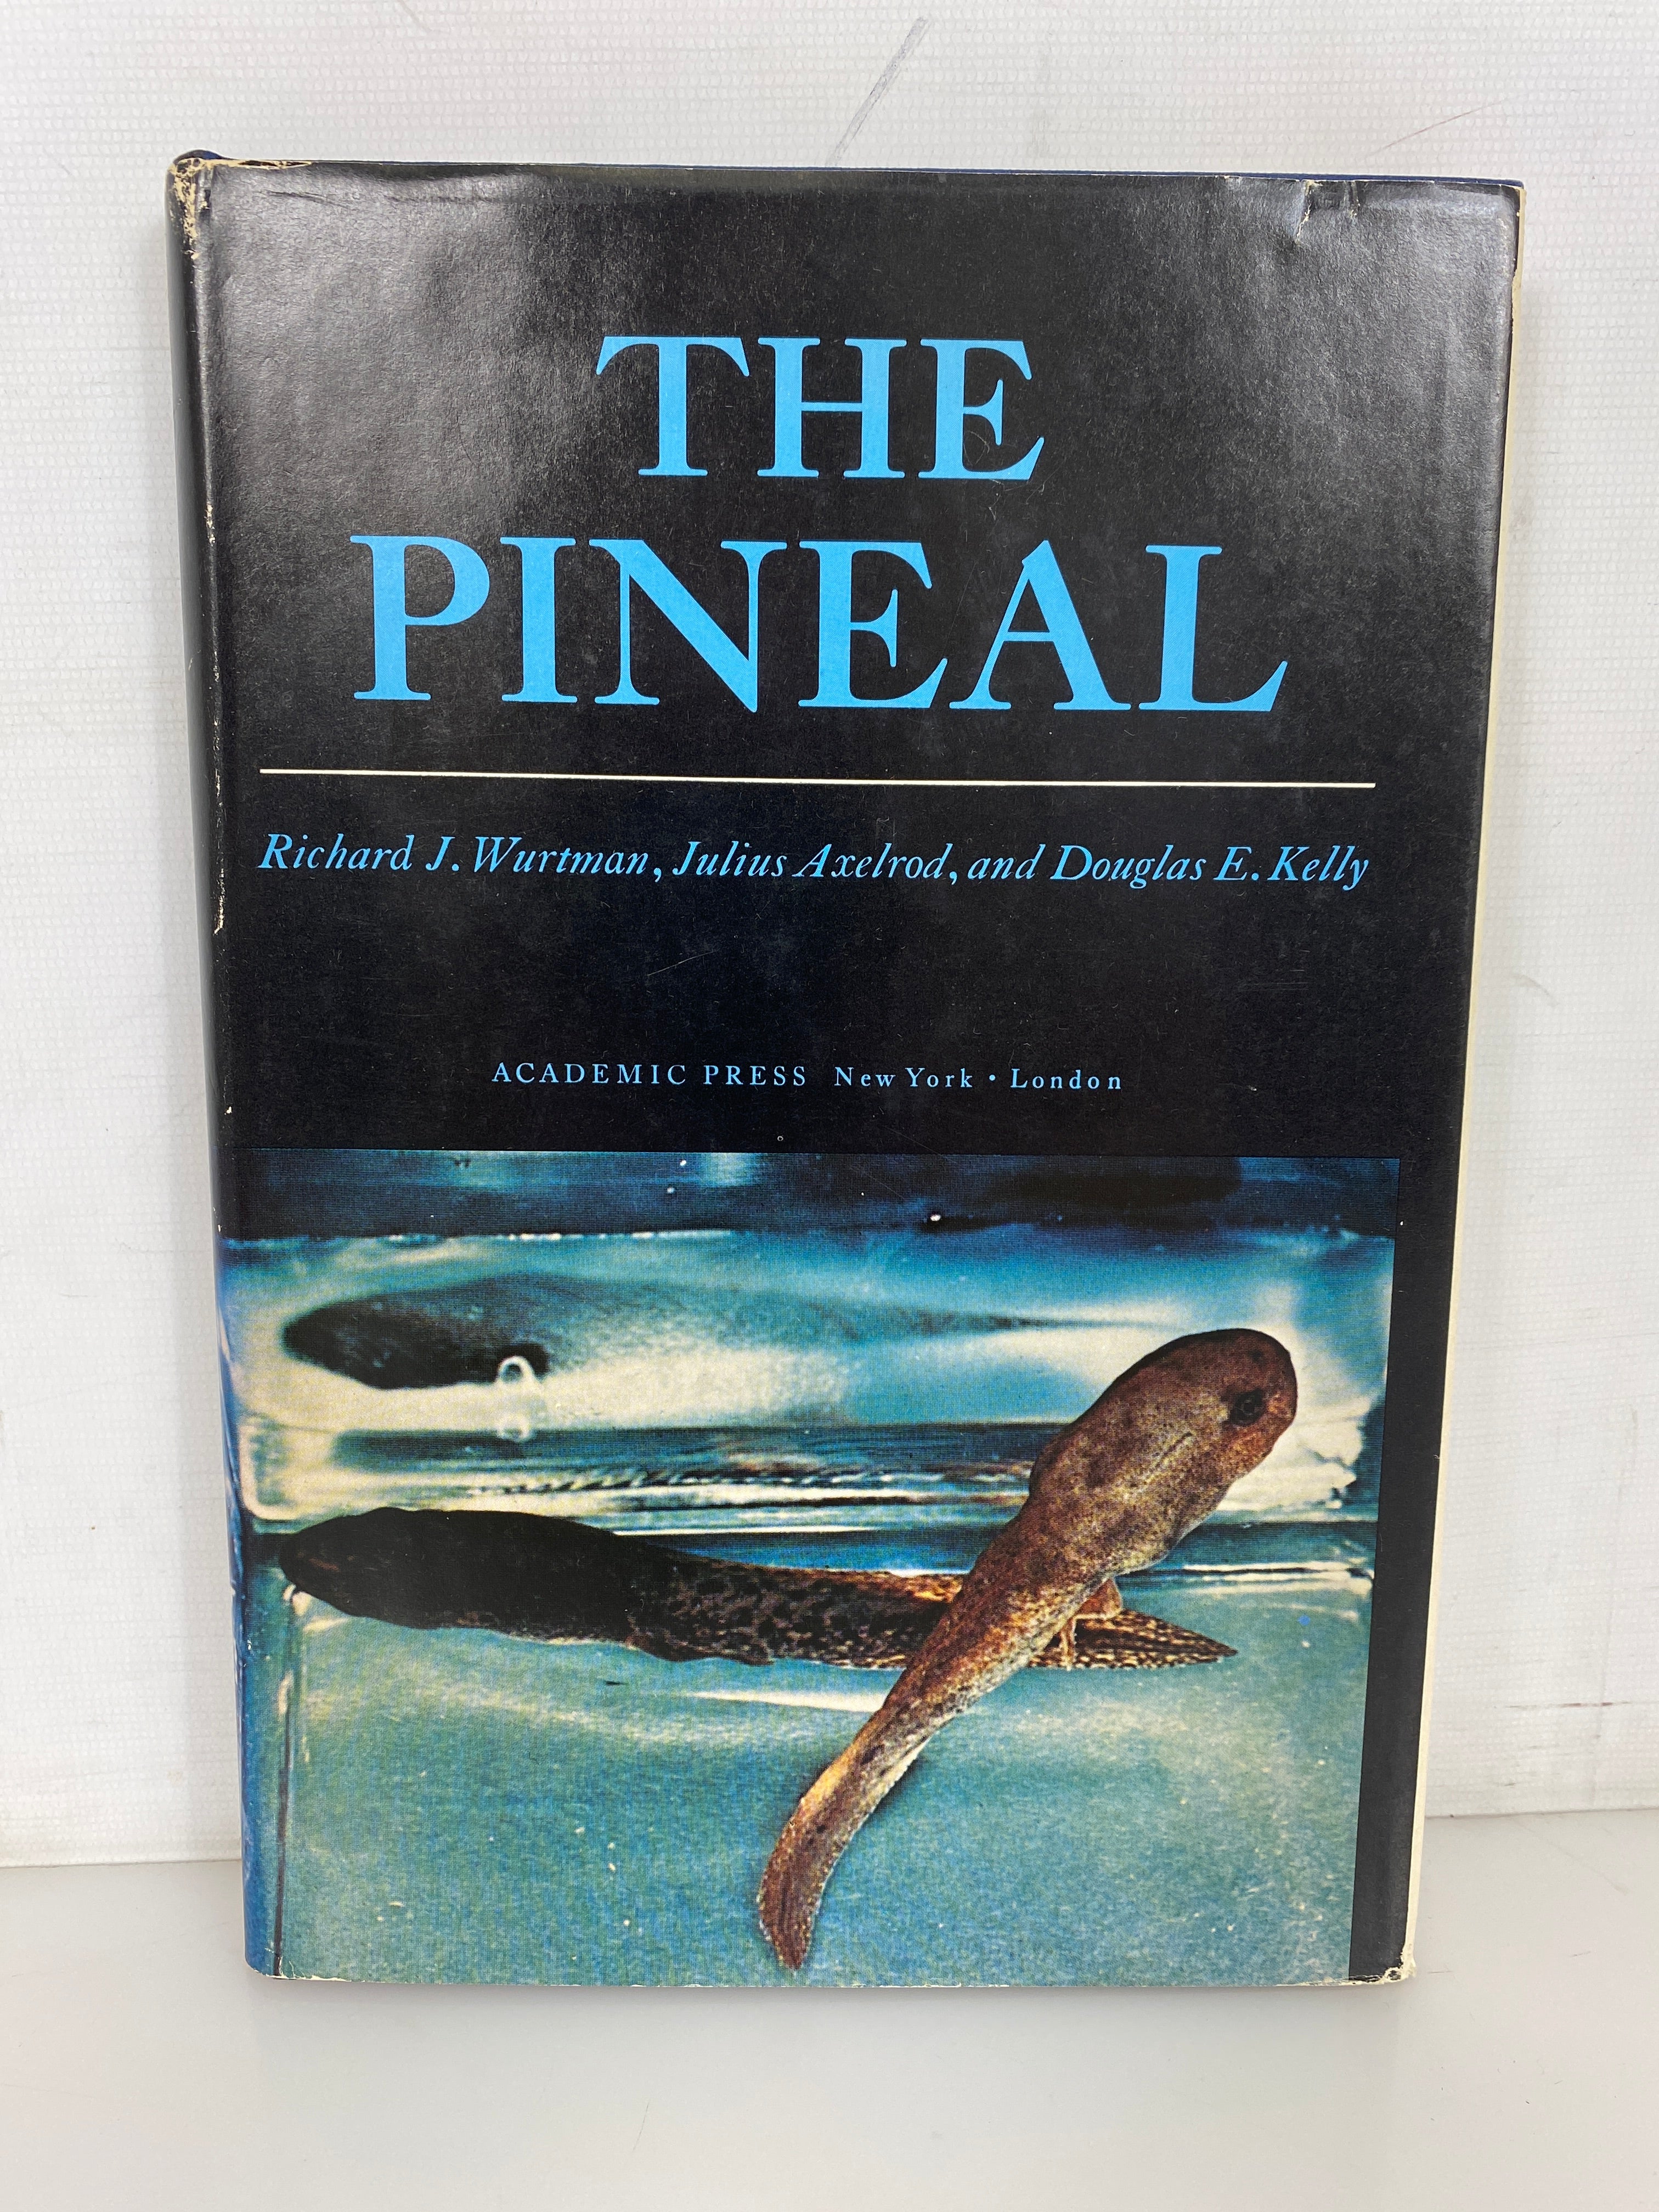 THE
PINEAL
Richard J. Wurtman, Julius Axelrod, and Douglas E. Kelly
ACADEMIC PRESS New York • London